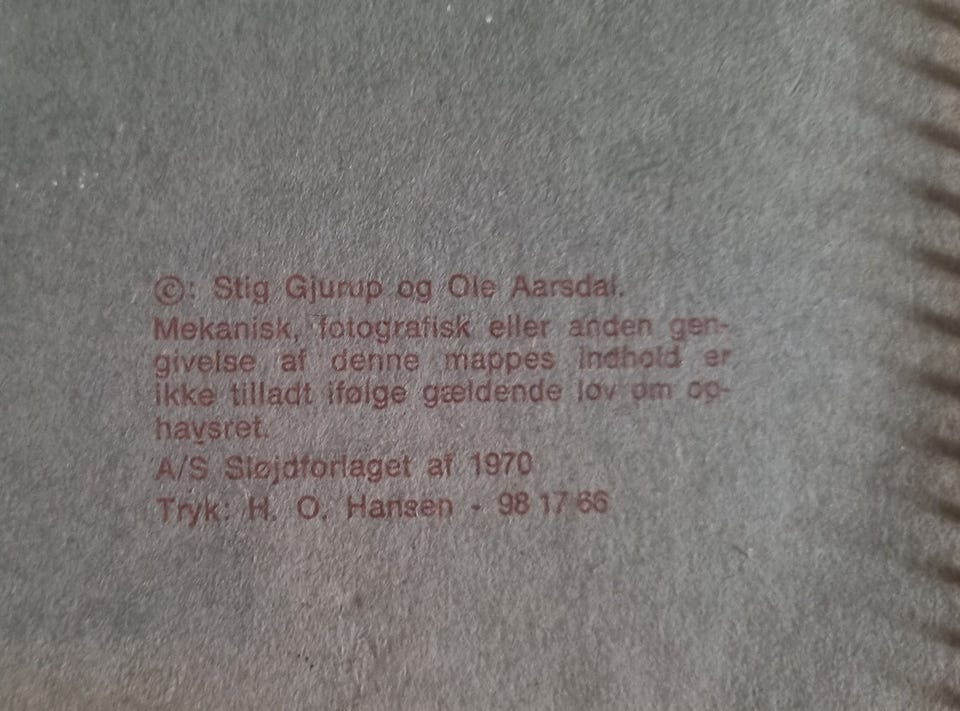 ©: Stig Gjurup og Ole Aarsdal.
Mekanisk, fotografisk eller anden gen-
givelse af denne mappes indhold er
ikke tilladt ifølge gældende lov om op-
havsret.
A/S Sløjdforlaget af 1970
Tryk: H. O. Hansen - 98 17 66